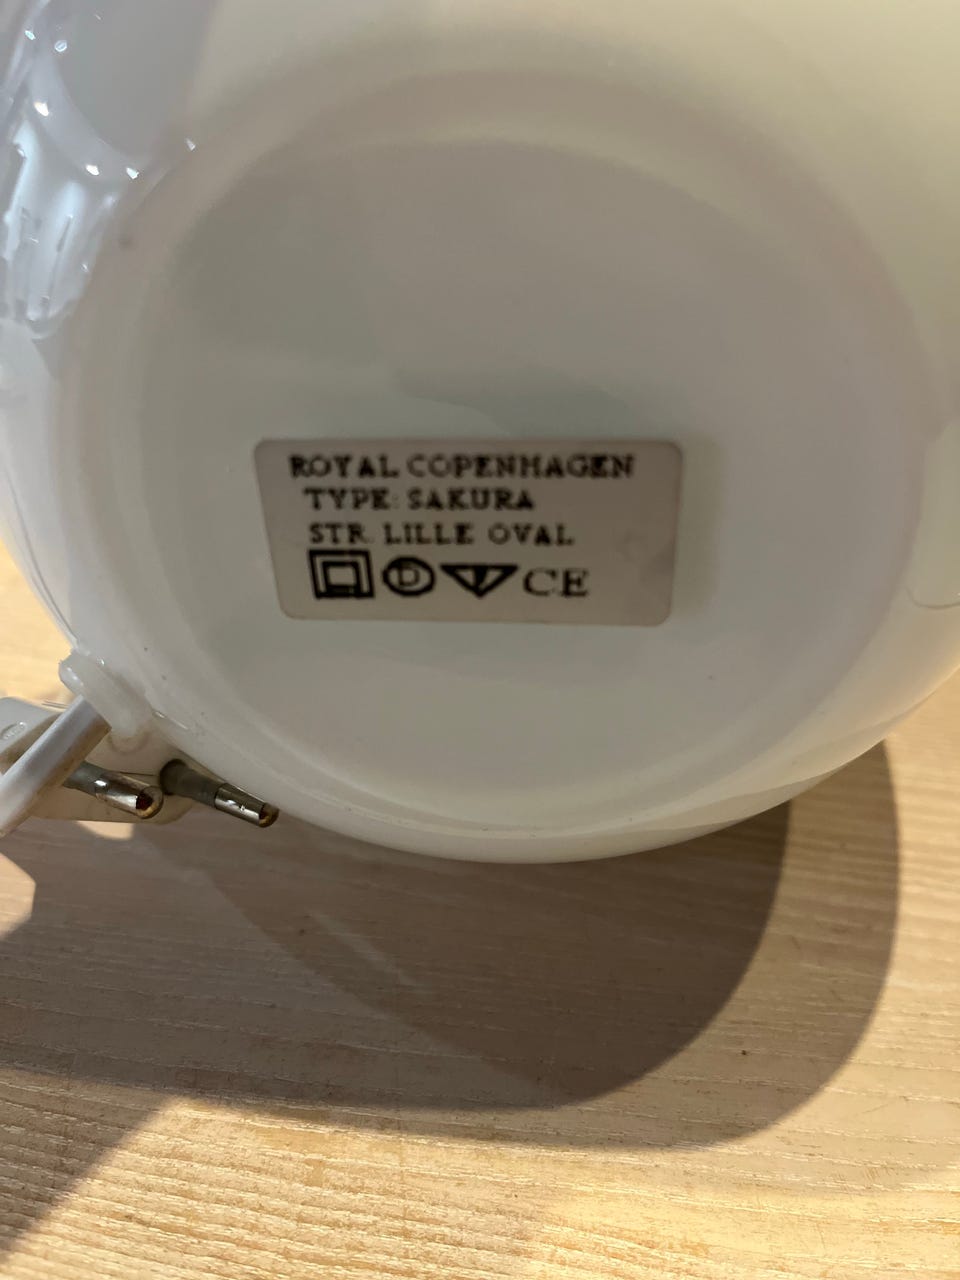 ROYAL COPENHAGEN
TYPE: SAKURA
STR. LILLE OVAL
D F CE